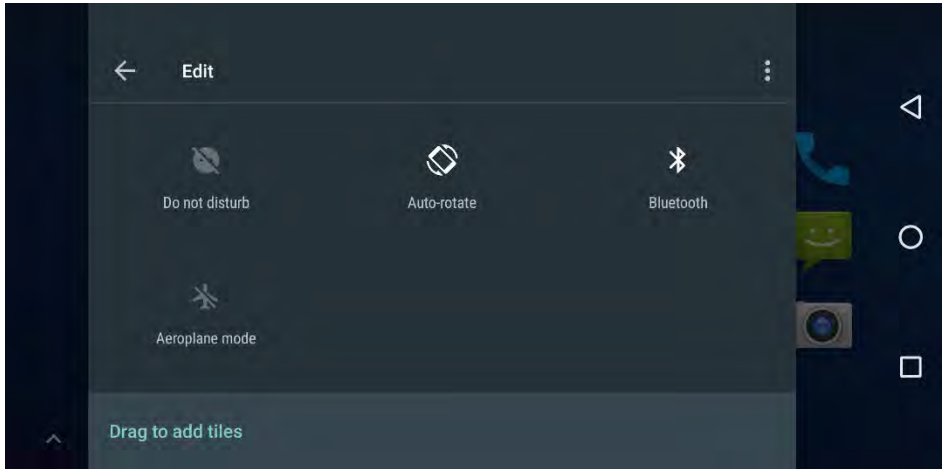 Edit
Do not disturb
Auto-rotate
Bluetooth
Aeroplane mode
Drag to add tiles